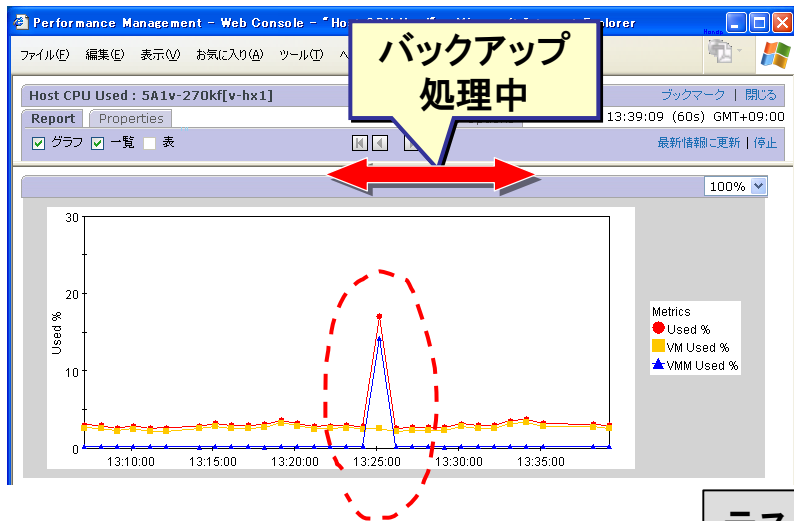 Performance Management - Web Console - "Ho
ファイル(F) 編集(E) 表示(V) お気に入り(A) ツール(T)
バックアップ
処理中
Host CPU Used : 5A1v-270kf[v-hx1]
ブックマーク | 閉じる
Report Properties
13:39:09 (60s) GMT+09:00
グラフ 一覧 表
最新情報に更新 | 停止
100%
30
20
10
0
Used %
13:10:00 13:15:00 13:20:00 13:25:00 13:30:00 13:35:00
Metrics
Used %
VM Used %
VMM Used %